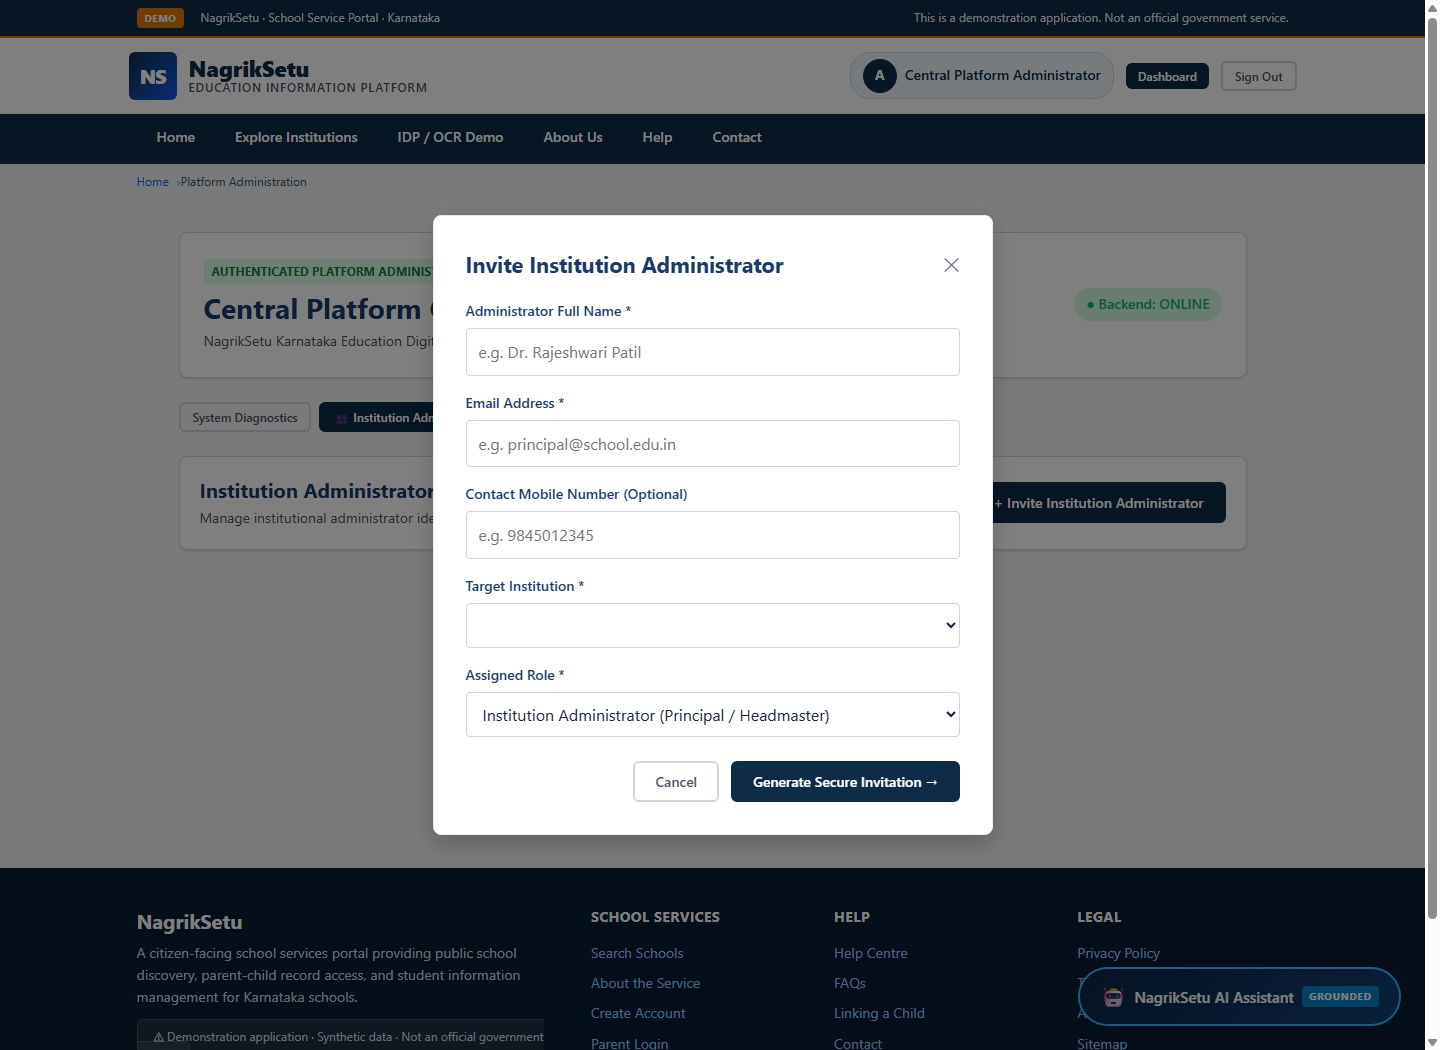 DEMO NagrikSetu · School Service Portal · Karnataka
This is a demonstration application. Not an official government service.
NS
NagrikSetu
EDUCATION INFORMATION PLATFORM
A Central Platform Administrator
Dashboard
Sign Out
Home
Explore Institutions
IDP / OCR Demo
About Us
Help
Contact
Home ›Platform Administration
AUTHENTICATED PLATFORM
Central Platform
NagrikSetu Karnataka Education
● Backend: ONLINE
System Diagnostics
Institution
Institution Administrator
Manage institutional administrator
+ Invite Institution Administrator
Invite Institution Administrator
Administrator Full Name *
e.g. Dr. Rajeshwari Patil
Email Address *
e.g. principal@school.edu.in
Contact Mobile Number (Optional)
e.g. 9845012345
Target Institution *
Assigned Role *
Institution Administrator (Principal / Headmaster)
Cancel
Generate Secure Invitation →
NagrikSetu
A citizen-facing school services portal providing public school
discovery, parent-child record access, and student information
management for Karnataka schools.
⚠ Demonstration application · Synthetic data · Not an official government
SCHOOL SERVICES
Search Schools
About the Service
Create Account
Parent Login
HELP
Help Centre
FAQs
Linking a Child
Contact
LEGAL
Privacy Policy
Sitemap
NagrikSetu AI Assistant GROUNDED